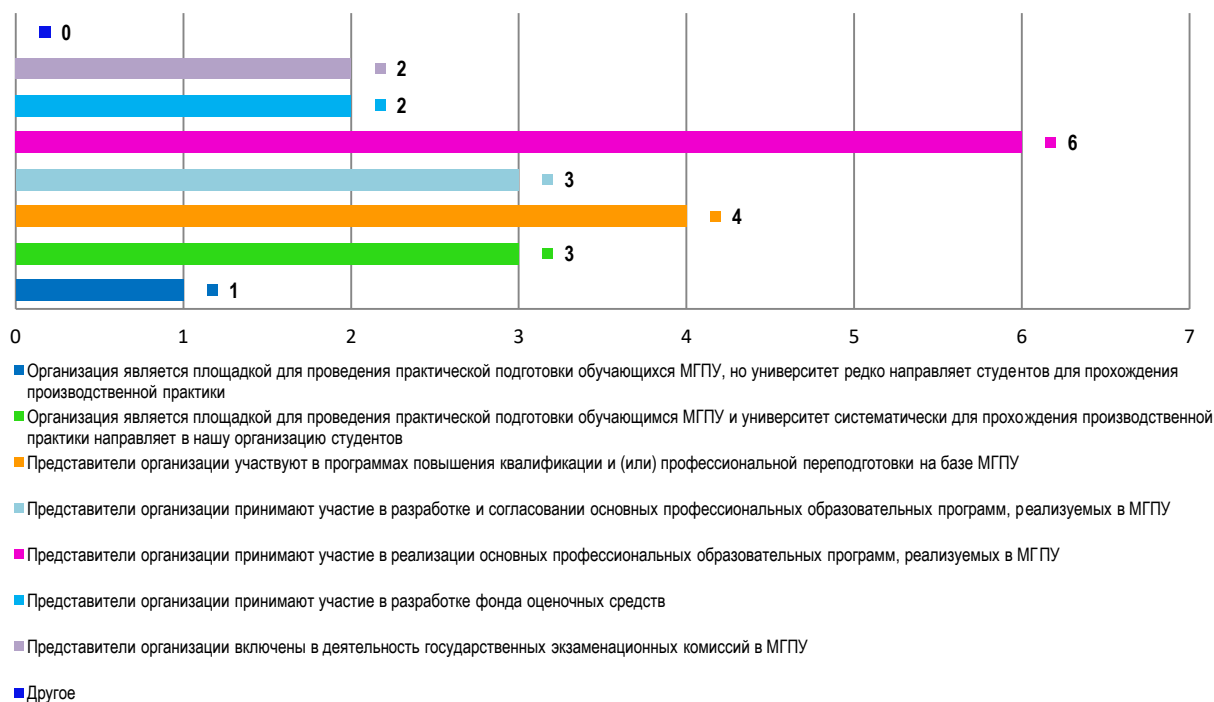 0
2
2
6
3
4
3
1
0 1 2 3 4 5 6 7
Организация является площадкой для проведения практической подготовки обучающихся МГПУ, но университет редко направляет студентов для прохождения
производственной практики
Организация является площадкой для проведения практической подготовки обучающимся МГПУ и университет систематически для прохождения производственной
практики направляет в нашу организацию студентов
Представители организации участвуют в программах повышения квалификации и (или) профессиональной переподготовки на базе МГПУ
Представители организации принимают участие в разработке и согласовании основных профессиональных образовательных программ, реализуемых в МГПУ
Представители организации принимают участие в реализации основных профессиональных образовательных программ, реализуемых в МГПУ
Представители организации принимают участие в разработке фонда оценочных средств
Представители организации включены в деятельность государственных экзаменационных комиссий в МГПУ
Другое